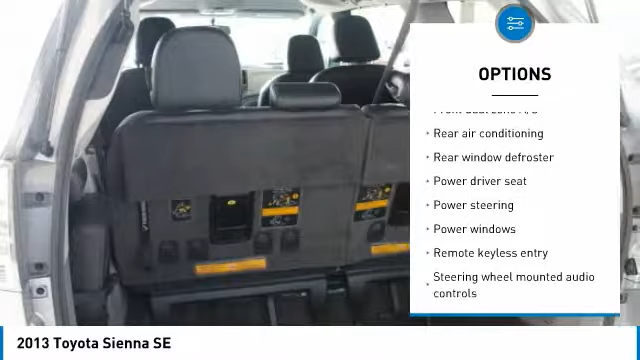 OPTIONS
Rear air conditioning
Rear window defroster
Power driver seat
Power steering
Power windows
Remote keyless entry
Steering wheel mounted audio
controls
2013 Toyota Sienna SE